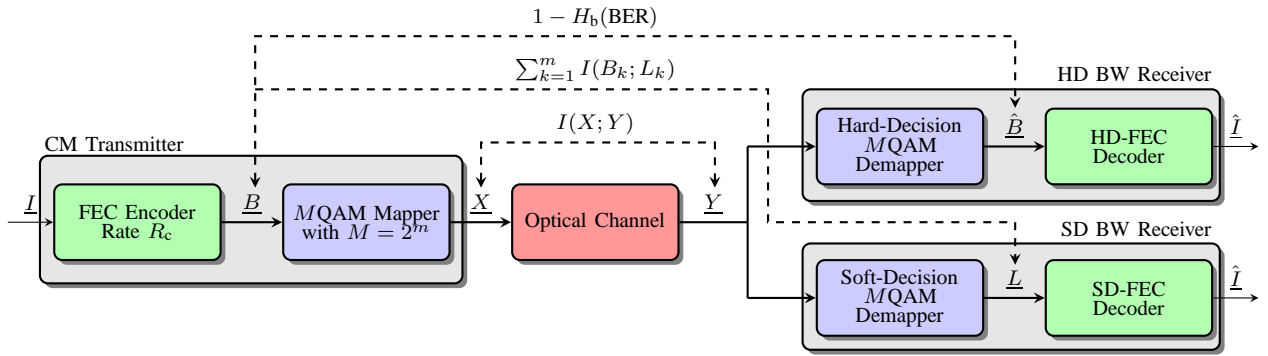 1 − H_b(BER)
∑_{k=1}^{m} I(B_k; L_k)
HD BW Receiver
I(X; Y)
CM Transmitter
Hard-Decision
MQAM
Demapper
B̂
HD-FEC
Decoder
Î
I
FEC Encoder
Rate R_c
B
MQAM Mapper
with M = 2^m
X
Optical Channel
Y
SD BW Receiver
Soft-Decision
MQAM
Demapper
L
SD-FEC
Decoder
Î